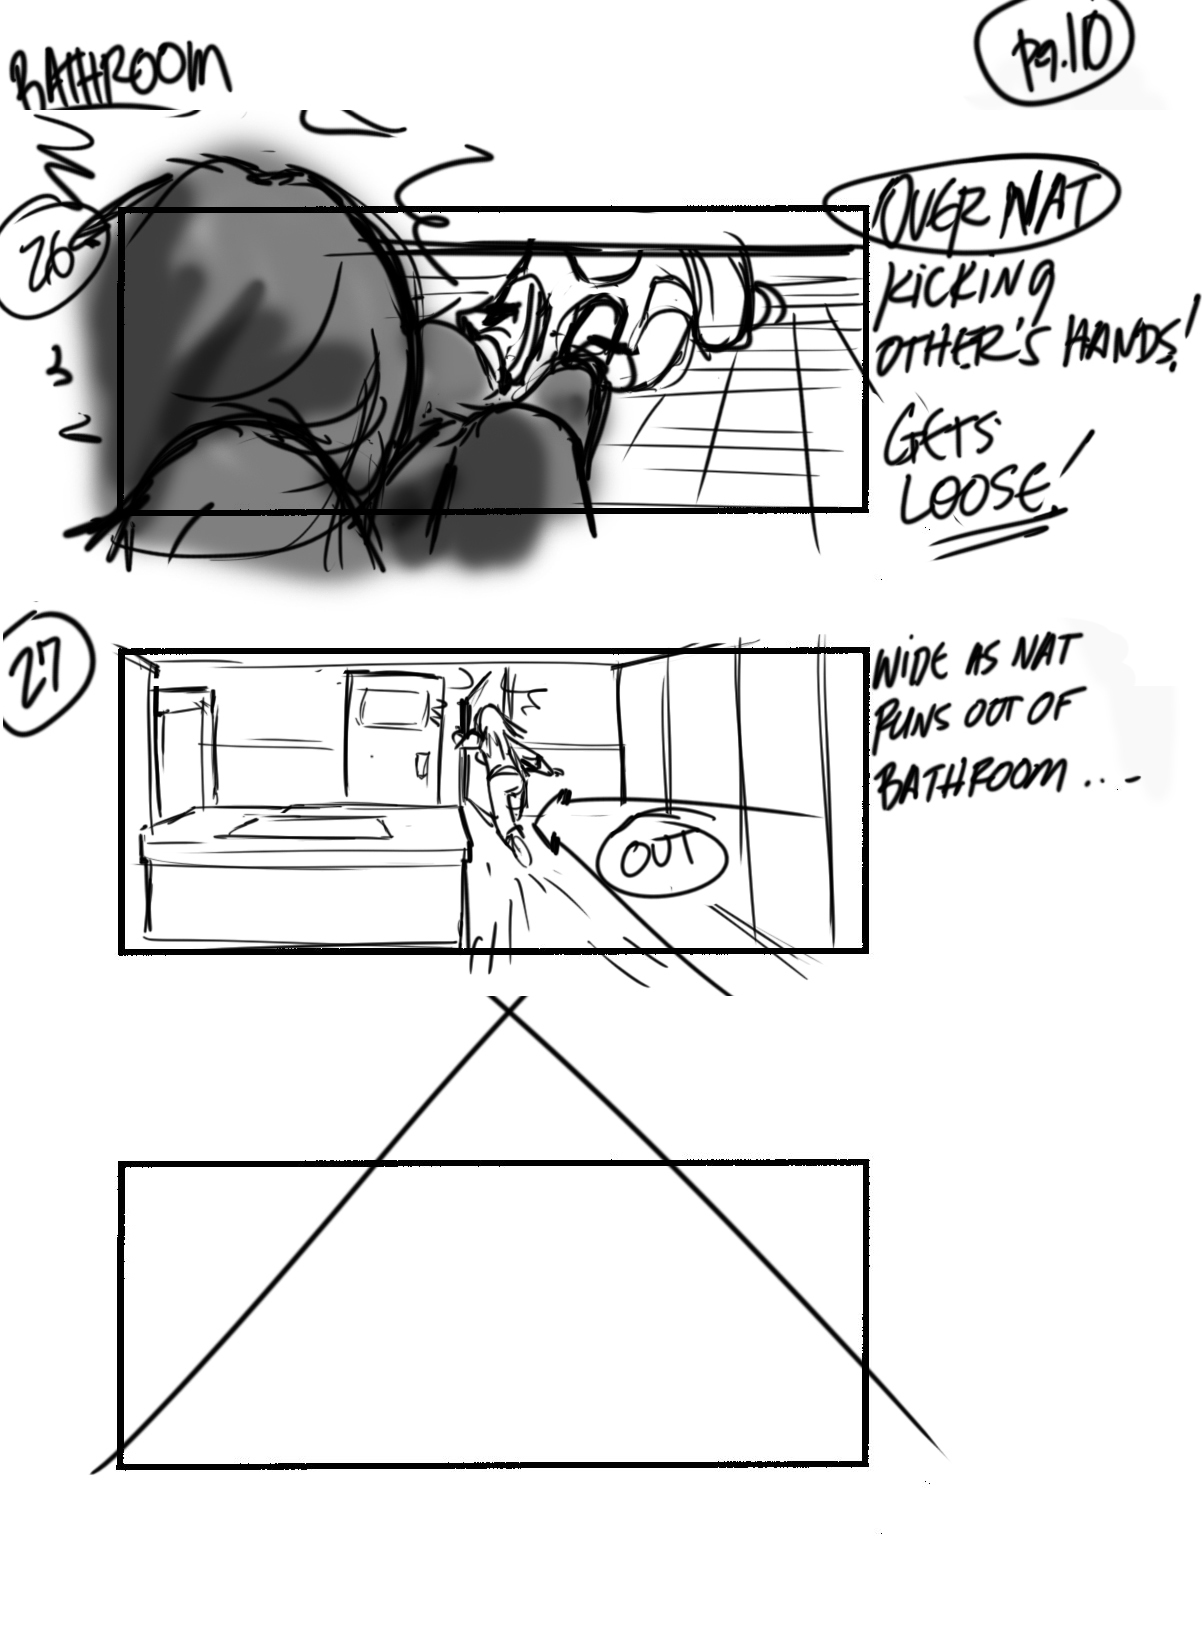 BATHROOM
pg.10
26
OVER NAT
KICKING
OTHER'S HANDS!
GETS
LOOSE!
27
WIDE AS NAT
RUNS OUT OF
BATHROOM...
OUT